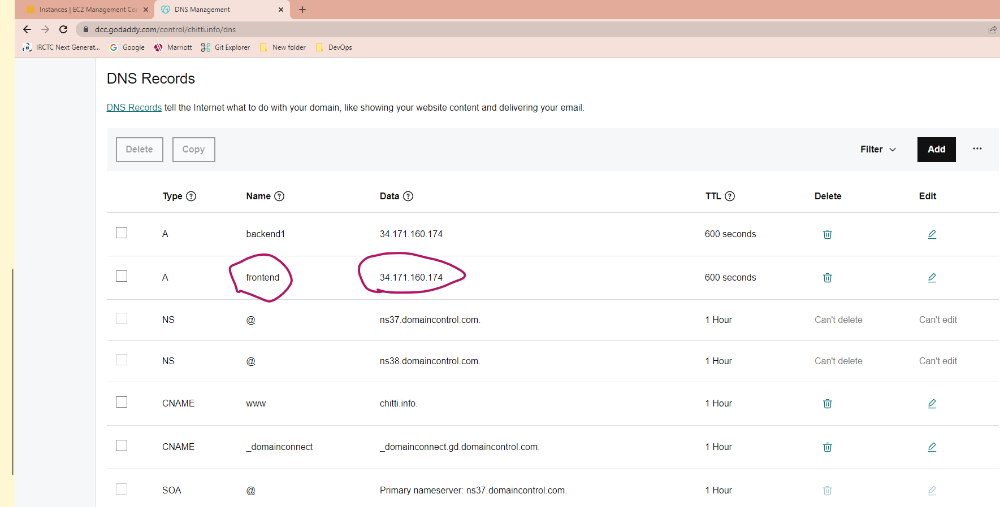 Instances | EC2 Management Con
DNS Management
dcc.godaddy.com/control/chitti.info/dns
IRCTC Next Generat... Google Marriott Git Explorer New folder DevOps
DNS Records
DNS Records tell the Internet what to do with your domain, like showing your website content and delivering your email.
Delete Copy Filter Add ...
Type ? Name ? Data ? TTL ? Delete Edit
A backend1 34.171.160.174 600 seconds
A frontend 34.171.160.174 600 seconds
NS @ ns37.domaincontrol.com. 1 Hour Can't delete Can't edit
NS @ ns38.domaincontrol.com. 1 Hour Can't delete Can't edit
CNAME www chitti.info. 1 Hour
CNAME _domainconnect _domainconnect.gd.domaincontrol.com. 1 Hour
SOA @ Primary nameserver: ns37.domaincontrol.com. 1 Hour